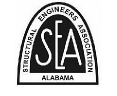 STRUCTURAL ENGINEERS ASSOCIATION
SEA
ALABAMA